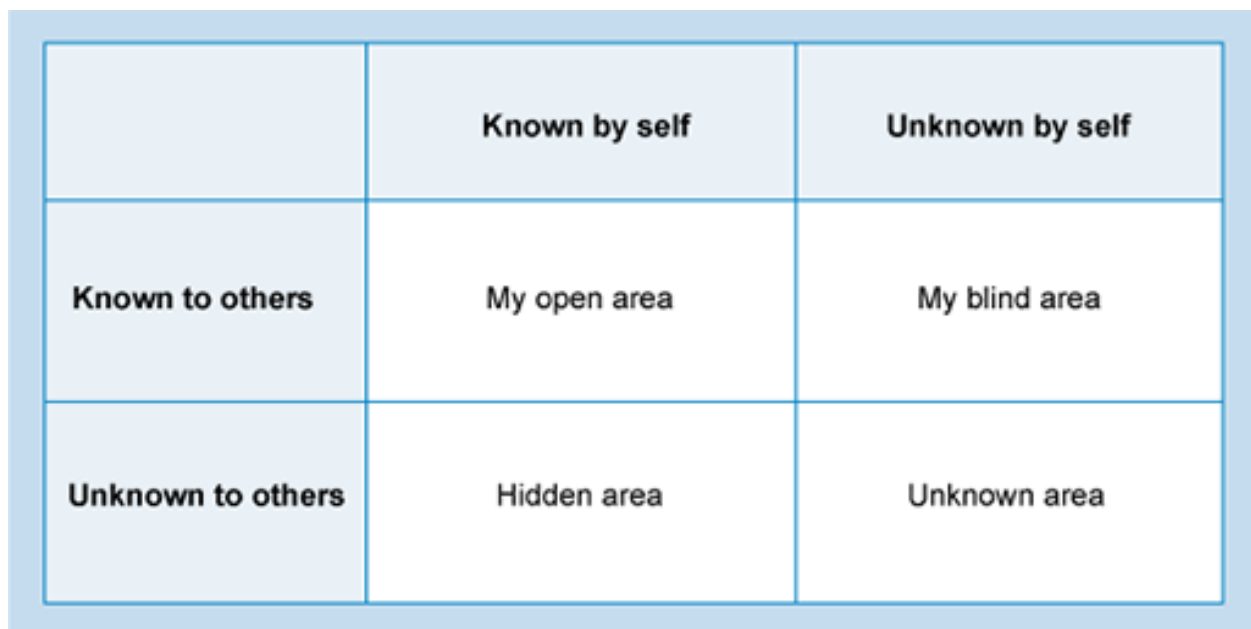 Known by self
Unknown by self
Known to others
My open area
My blind area
Unknown to others
Hidden area
Unknown area